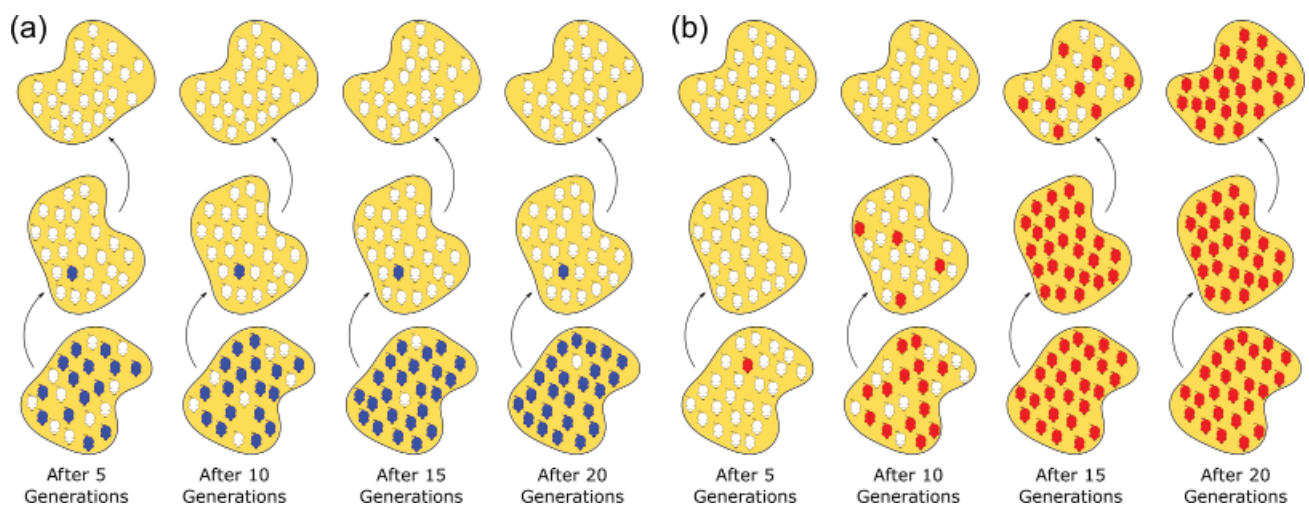 (a)
(b)
After 5
Generations
After 10
Generations
After 15
Generations
After 20
Generations
After 5
Generations
After 10
Generations
After 15
Generations
After 20
Generations